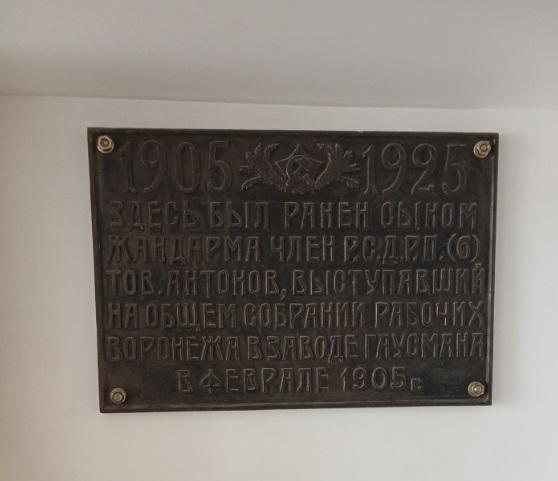 1905 1925
ЗДЕСЬ БЫЛ РАНЕН СЫНОМ
ЖАНДАРМА ЧЛЕН Р.С.Д.Р.П. (б)
ТОВ. АНТОНОВ, ВЫСТУПАВШИЙ
НА ОБЩЕМ СОБРАНИИ РАБОЧИХ
ВОРОНЕЖА В ЗАВОДЕ ГАУСМАНА
В ФЕВРАЛЕ 1905 г.